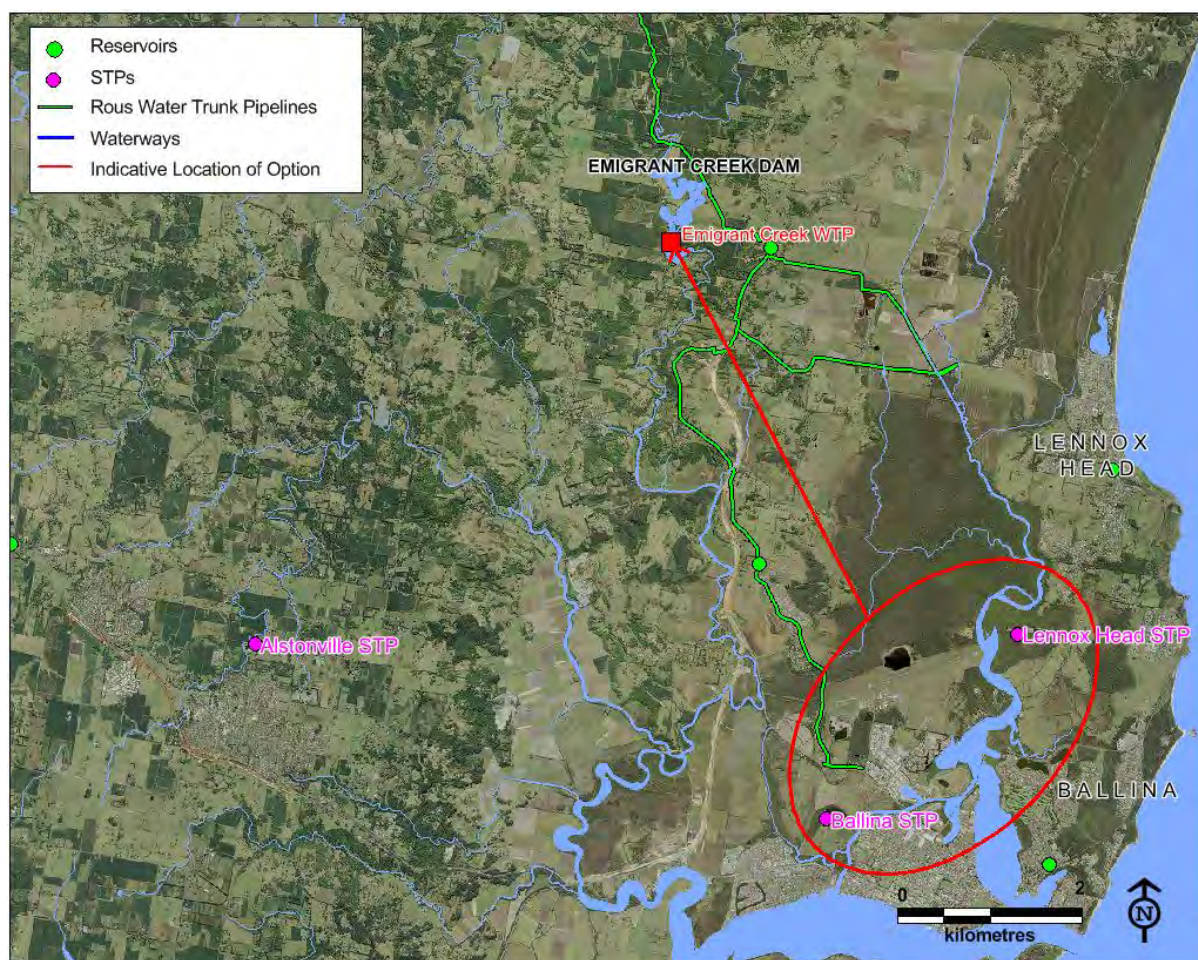 Reservoirs
STPs
Rous Water Trunk Pipelines
Waterways
Indicative Location of Option
EMIGRANT CREEK DAM
Emigrant Creek WTP
LENNOX
HEAD
Alstonville STP
Lennox Head STP
BALLINA
Ballina STP
0 2
kilometres
N